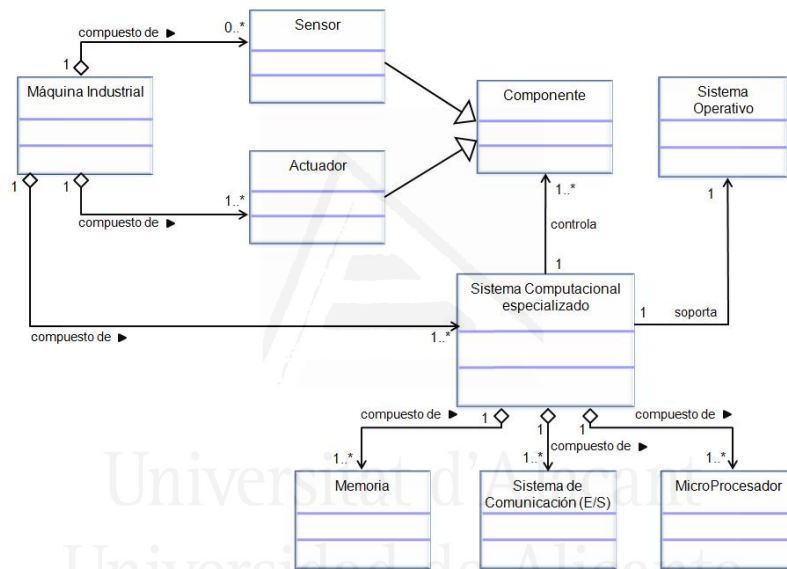 compuesto de ►
0..*
Sensor
1
Máquina Industrial
Componente
Sistema
Operativo
Actuador
1
1
compuesto de ►
1..*
1..*
1
controla
1
Sistema Computacional
especializado
1
soporta
compuesto de ►
1..*
compuesto de ►
1
1
1
compuesto de ►
compuesto de ►
1..*
1..*
1..*
Memoria
Sistema de
Comunicación (E/S)
MicroProcesador
Universitat d'Alacant
Universidad de Alicante